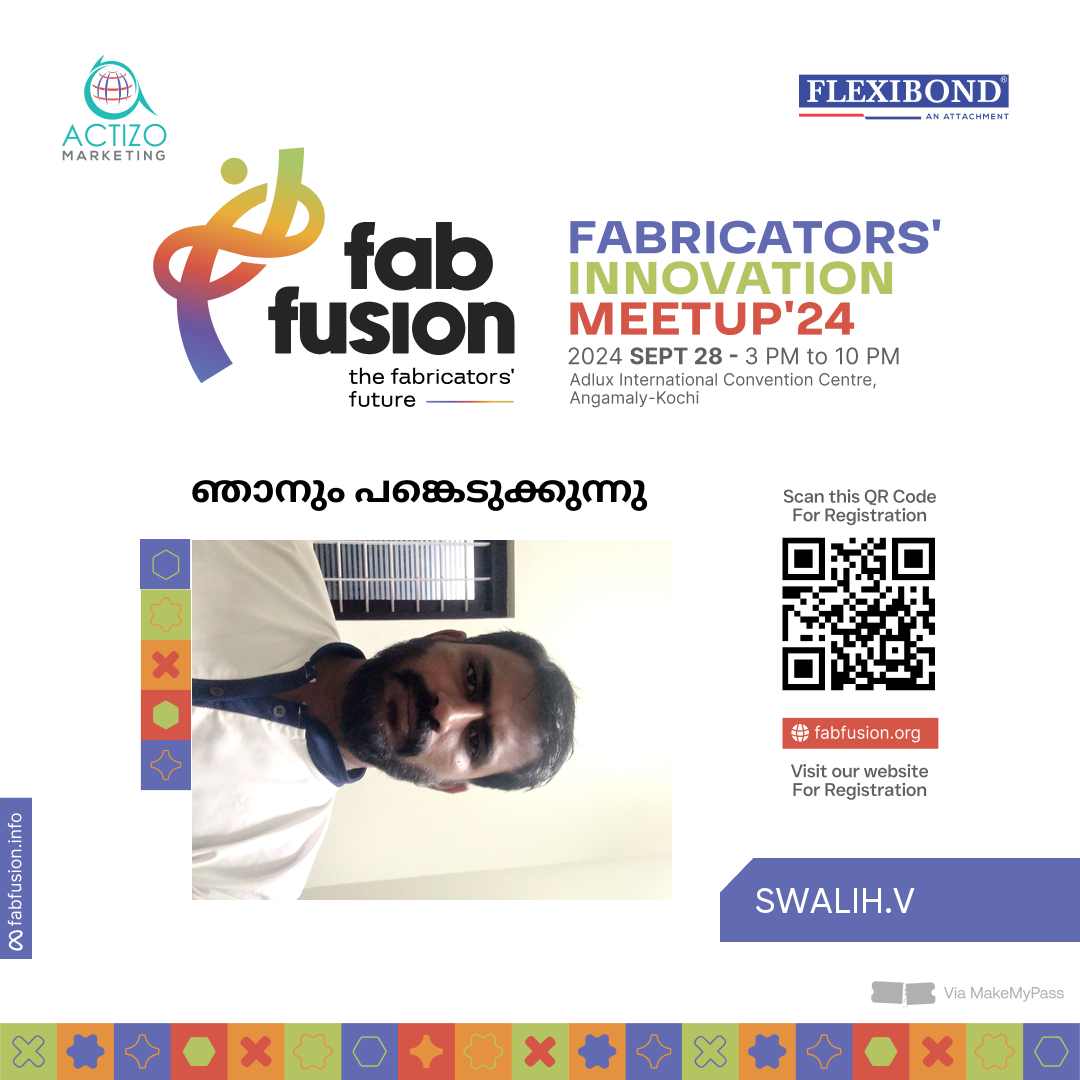 ACTIZO
MARKETING
FLEXIBOND®
AN ATTACHMENT
fab
fusion
the fabricators'
future
FABRICATORS'
INNOVATION
MEETUP'24
2024 SEPT 28 - 3 PM to 10 PM
Adlux International Convention Centre,
Angamaly-Kochi
ഞാനും പങ്കെടുക്കുന്നു
Scan this QR Code
For Registration
fabfusion.org
Visit our website
For Registration
fabfusion.info
SWALIH.V
Via MakeMyPass